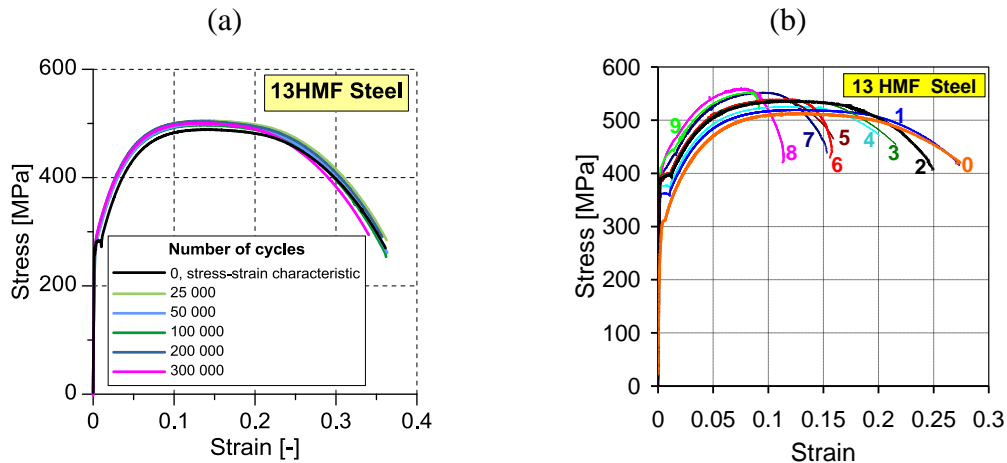 (a)
(b)
600
400
200
0
Stress [MPa]
13HMF Steel
Number of cycles
0, stress-strain characteristic
25 000
50 000
100 000
200 000
300 000
0 0.1 0.2 0.3 0.4
Strain [-]
600
500
400
300
200
100
0
Stress [MPa]
13 HMF Steel
9
8
7
6
5
4
3
2
1
0
0 0.05 0.1 0.15 0.2 0.25 0.3
Strain